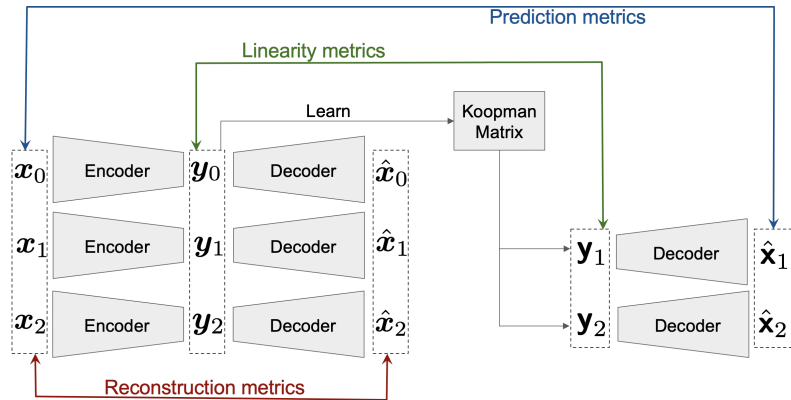 Prediction metrics
Linearity metrics
Learn
Koopman
Matrix
x₀ Encoder y₀ Decoder x̂₀
x₁ Encoder y₁ Decoder x̂₁
y₁ Decoder x̂₁
x₂ Encoder y₂ Decoder x̂₂
y₂ Decoder x̂₂
Reconstruction metrics